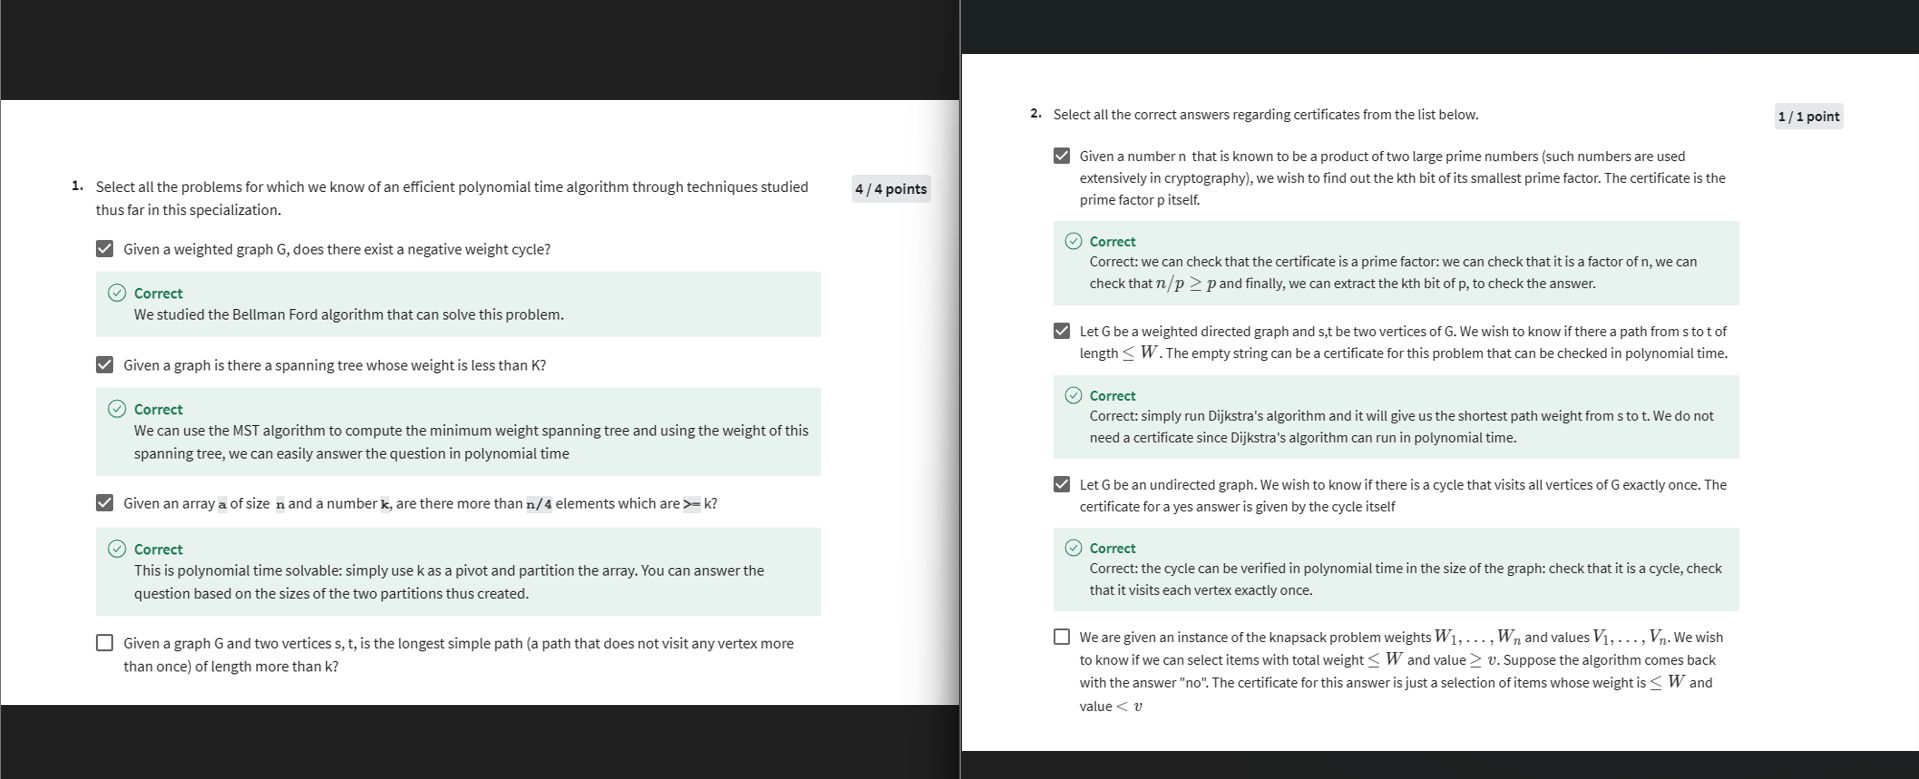 1. Select all the problems for which we know of an efficient polynomial time algorithm through techniques studied
thus far in this specialization.
4 / 4 points
Given a weighted graph G, does there exist a negative weight cycle?
Correct
We studied the Bellman Ford algorithm that can solve this problem.
Given a graph is there a spanning tree whose weight is less than K?
Correct
We can use the MST algorithm to compute the minimum weight spanning tree and using the weight of this
spanning tree, we can easily answer the question in polynomial time
Given an array a of size n and a number k, are there more than n/4 elements which are >= k?
Correct
This is polynomial time solvable: simply use k as a pivot and partition the array. You can answer the
question based on the sizes of the two partitions thus created.
Given a graph G and two vertices s, t, is the longest simple path (a path that does not visit any vertex more
than once) of length more than k?
2. Select all the correct answers regarding certificates from the list below.
1 / 1 point
Given a number n that is known to be a product of two large prime numbers (such numbers are used
extensively in cryptography), we wish to find out the kth bit of its smallest prime factor. The certificate is the
prime factor p itself.
Correct
Correct: we can check that the certificate is a prime factor: we can check that it is a factor of n, we can
check that n/p ≥ p and finally, we can extract the kth bit of p, to check the answer.
Let G be a weighted directed graph and s,t be two vertices of G. We wish to know if there a path from s to t of
length ≤ W. The empty string can be a certificate for this problem that can be checked in polynomial time.
Correct
Correct: simply run Dijkstra's algorithm and it will give us the shortest path weight from s to t. We do not
need a certificate since Dijkstra's algorithm can run in polynomial time.
Let G be an undirected graph. We wish to know if there is a cycle that visits all vertices of G exactly once. The
certificate for a yes answer is given by the cycle itself
Correct
Correct: the cycle can be verified in polynomial time in the size of the graph: check that it is a cycle, check
that it visits each vertex exactly once.
We are given an instance of the knapsack problem weights W₁, . . . , Wₙ and values V₁, . . . , Vₙ. We wish
to know if we can select items with total weight ≤ W and value ≥ v. Suppose the algorithm comes back
with the answer "no". The certificate for this answer is just a selection of items whose weight is ≤ W and
value < v